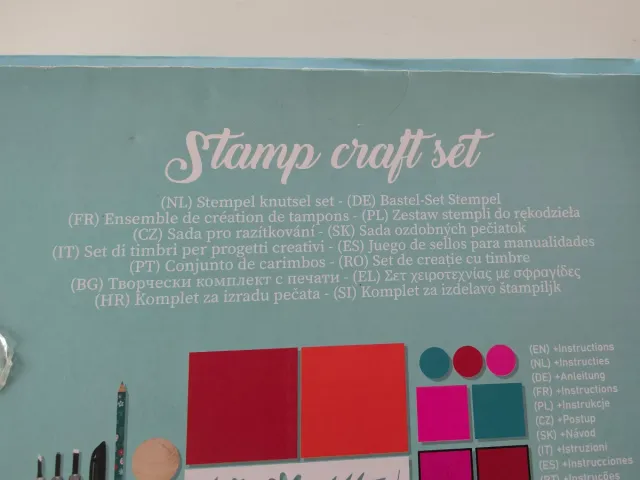 Stamp craft set
(NL) Stempel knutsel set - (DE) Bastel-Set Stempel
(FR) Ensemble de création de tampons - (PL) Zestaw stempli do rękodzieła
(CZ) Sada pro razítkování - (SK) Sada ozdobných pečiatok
(IT) Set di timbri per progetti creativi - (ES) Juego de sellos para manualidades
(PT) Conjunto de carimbos - (RO) Set de creație cu timbre
(BG) Творчески комплект с печати - (EL) Σετ χειροτεχνίας με σφραγίδες
(HR) Komplet za izradu pečata - (SI) Komplet za izdelavo štampiljk
(EN) +Instructions
(NL) +Instructies
(DE) +Anleitung
(FR) +Instructions
(PL) +Instrukcje
(CZ) +Postup
(SK) +Návod
(IT) +Istruzioni
(ES) +Instrucciones
(PT) +Instruções